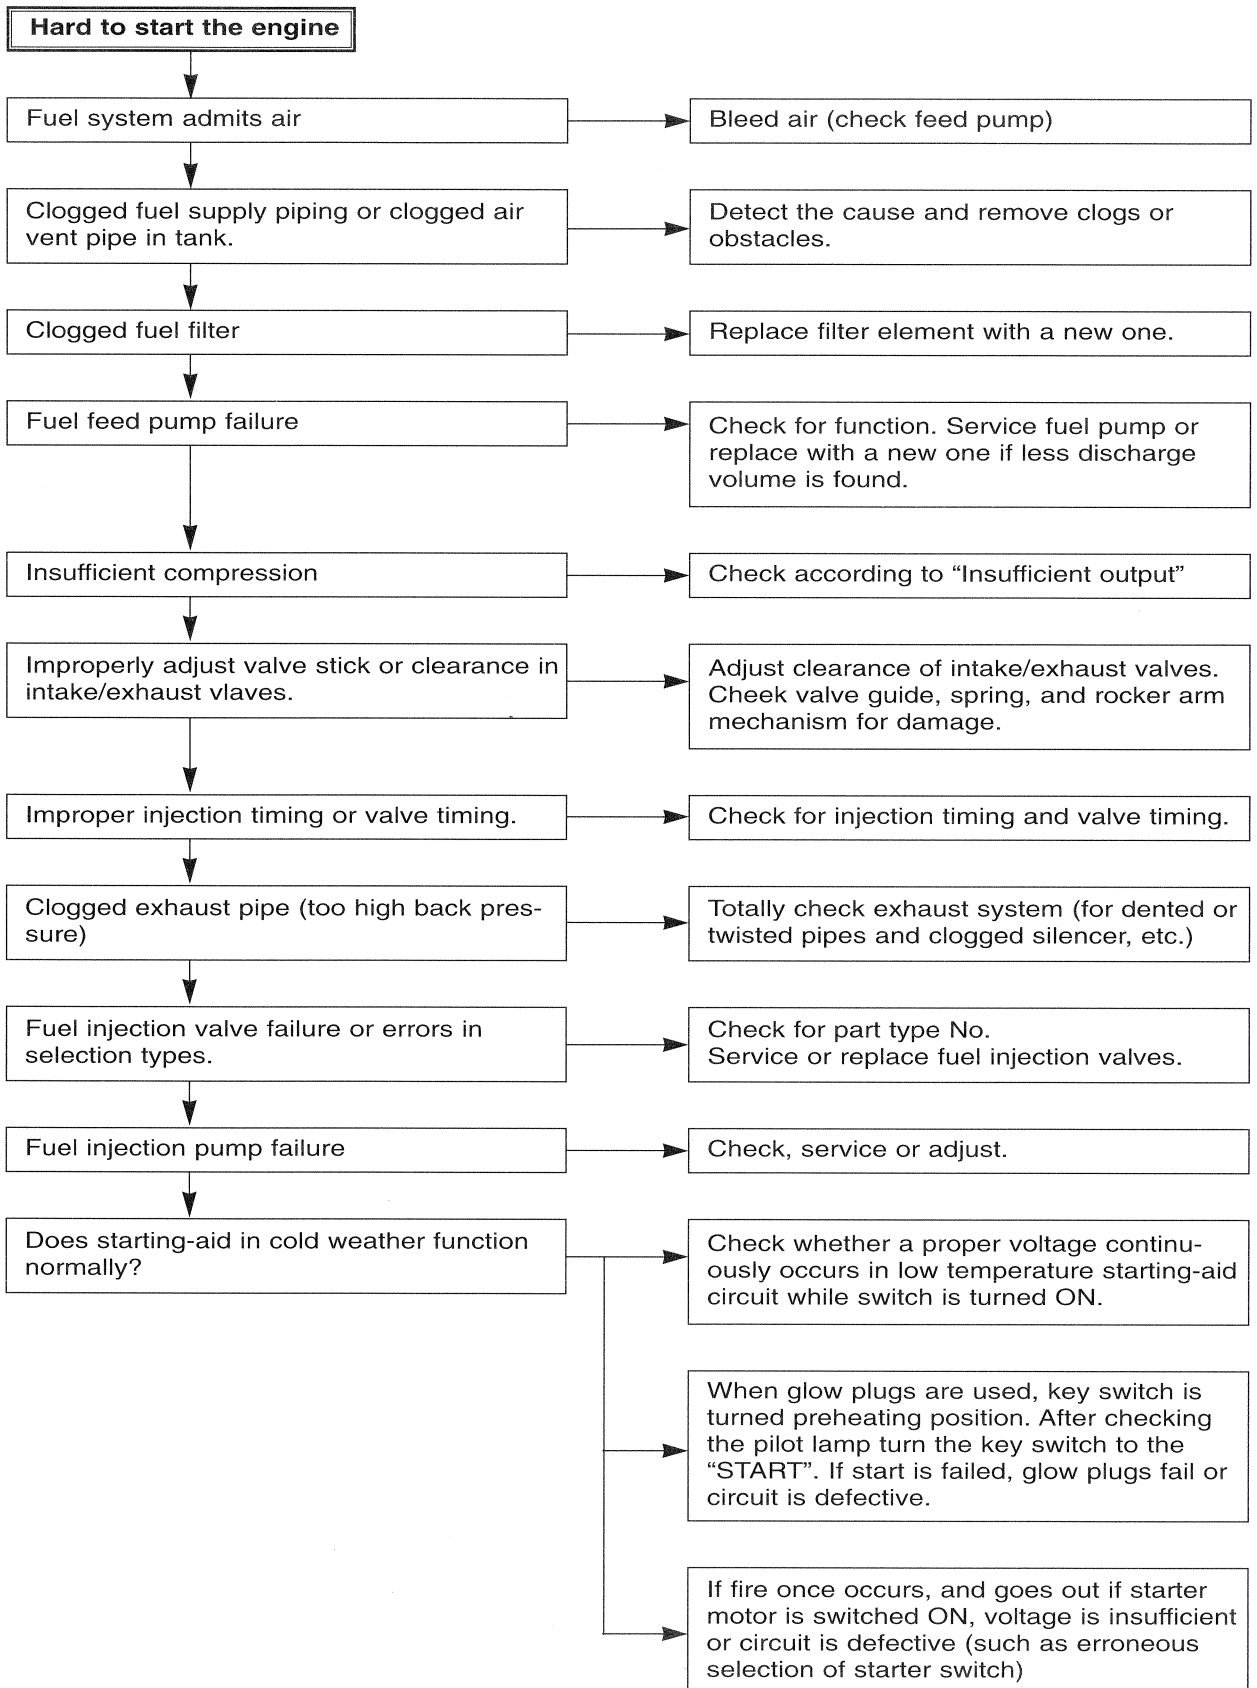 Hard to start the engine
Fuel system admits air
Bleed air (check feed pump)
Clogged fuel supply piping or clogged air
vent pipe in tank.
Detect the cause and remove clogs or
obstacles.
Clogged fuel filter
Replace filter element with a new one.
Fuel feed pump failure
Check for function. Service fuel pump or
replace with a new one if less discharge
volume is found.
Insufficient compression
Check according to “Insufficient output”
Improperly adjust valve stick or clearance in
intake/exhaust vlaves.
Adjust clearance of intake/exhaust valves.
Cheek valve guide, spring, and rocker arm
mechanism for damage.
Improper injection timing or valve timing.
Check for injection timing and valve timing.
Clogged exhaust pipe (too high back pres-
sure)
Totally check exhaust system (for dented or
twisted pipes and clogged silencer, etc.)
Fuel injection valve failure or errors in
selection types.
Check for part type No.
Service or replace fuel injection valves.
Fuel injection pump failure
Check, service or adjust.
Does starting-aid in cold weather function
normally?
Check whether a proper voltage continu-
ously occurs in low temperature starting-aid
circuit while switch is turned ON.
When glow plugs are used, key switch is
turned preheating position. After checking
the pilot lamp turn the key switch to the
“START”. If start is failed, glow plugs fail or
circuit is defective.
If fire once occurs, and goes out if starter
motor is switched ON, voltage is insufficient
or circuit is defective (such as erroneous
selection of starter switch)